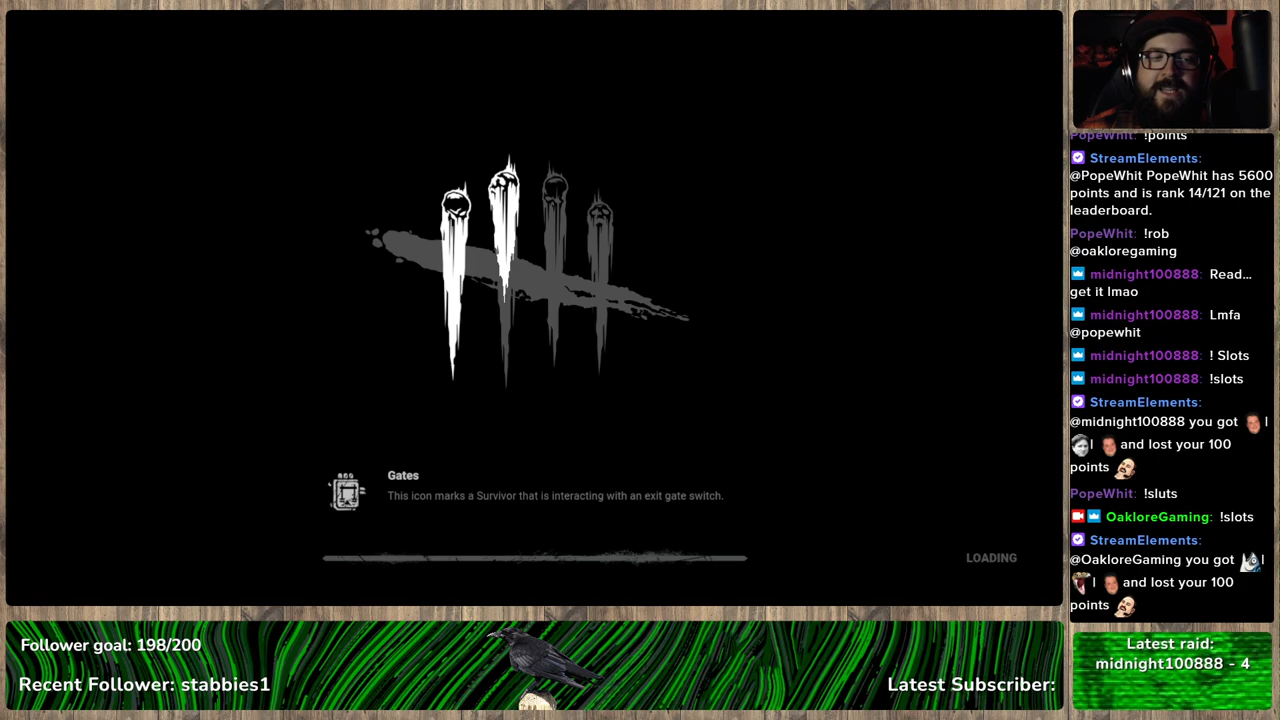 Gates
This icon marks a Survivor that is interacting with an exit gate switch.
LOADING
PopeWhit: !points
StreamElements:
@PopeWhit PopeWhit has 5600
points and is rank 14/121 on the
leaderboard.
PopeWhit: !rob
@oakloregaming
midnight100888: Read...
get it lmao
midnight100888: Lmfa
@popewhit
midnight100888: ! Slots
midnight100888: !slots
StreamElements:
@midnight100888 you got |
| and lost your 100
points
PopeWhit: !sluts
OakloreGaming: !slots
StreamElements:
@OakloreGaming you got |
| and lost your 100
points
Follower goal: 198/200
Recent Follower: stabbies1
Latest Subscriber:
Latest raid:
midnight100888 - 4